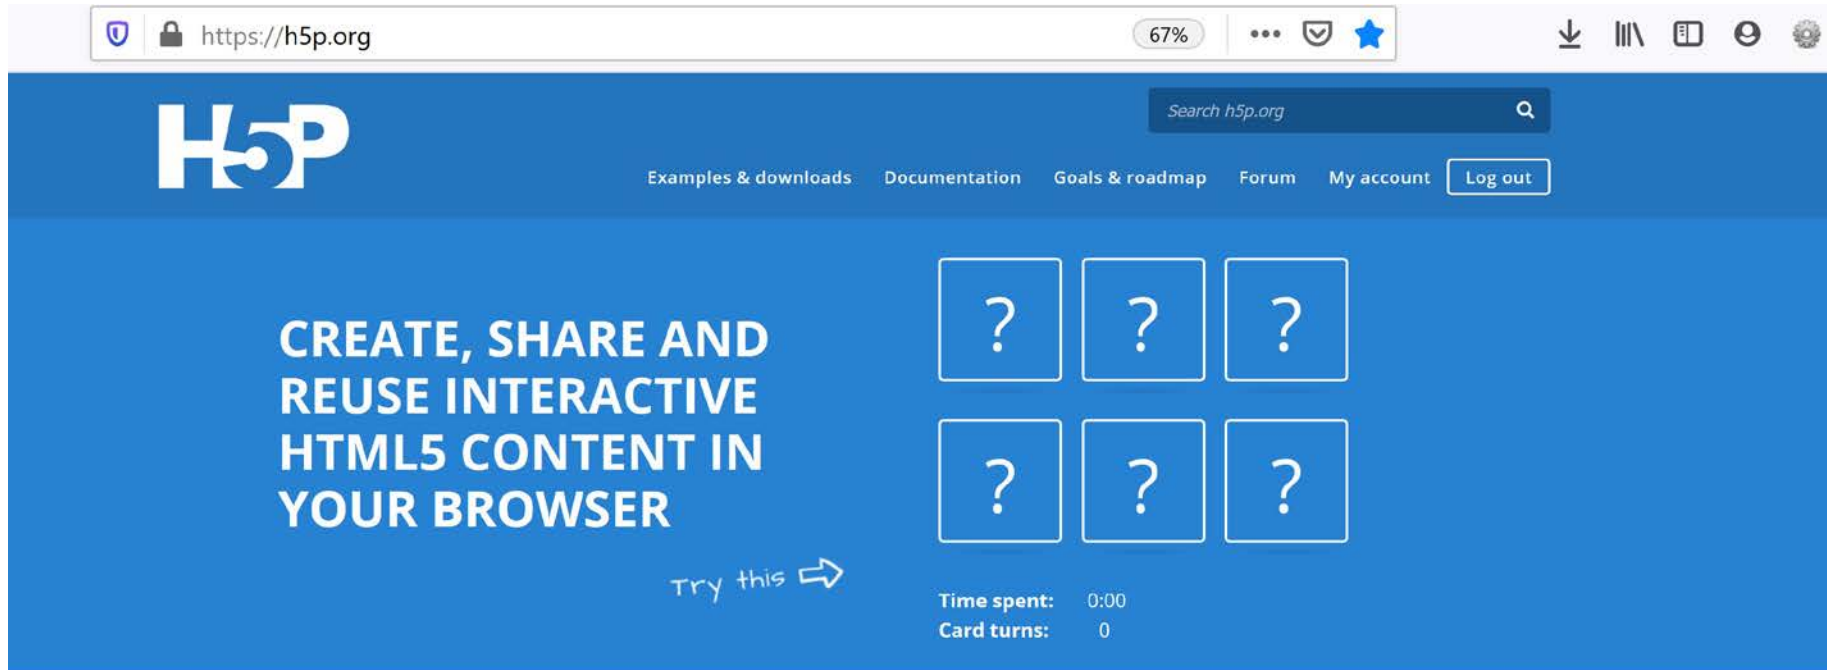 https://h5p.org
67%
H5P
Search h5p.org
Examples & downloads Documentation Goals & roadmap Forum My account Log out
CREATE, SHARE AND
REUSE INTERACTIVE
HTML5 CONTENT IN
YOUR BROWSER
Try this
? ? ?
? ? ?
Time spent: 0:00
Card turns: 0